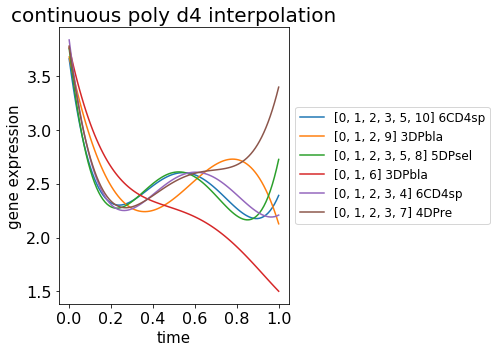 continuous poly d4 interpolation
gene expression
3.5
3.0
2.5
2.0
1.5
0.0 0.2 0.4 0.6 0.8 1.0
time
[0, 1, 2, 3, 5, 10] 6CD4sp
[0, 1, 2, 9] 3DPbla
[0, 1, 2, 3, 5, 8] 5DPsel
[0, 1, 6] 3DPbla
[0, 1, 2, 3, 4] 6CD4sp
[0, 1, 2, 3, 7] 4DPre